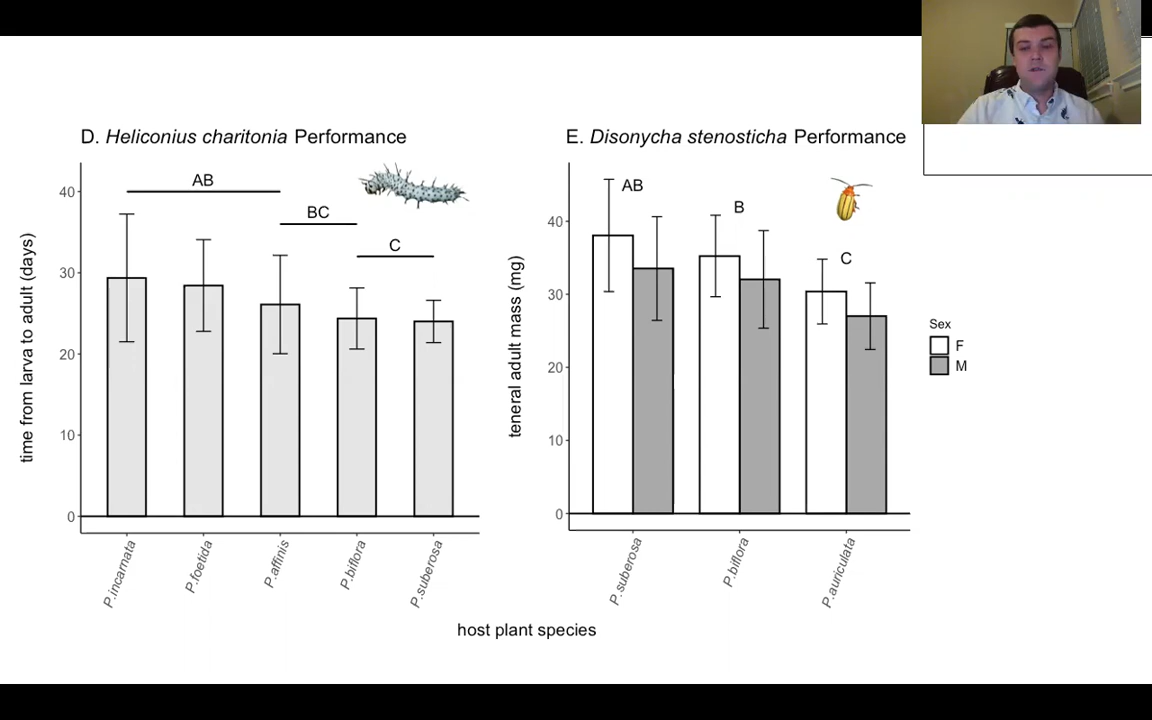 D. Heliconius charitonia Performance
time from larva to adult (days)
40
30
20
10
0
AB
BC
C
P.incarnata
P.foetida
P.affinis
P.biflora
P.suberosa
E. Disonycha stenosticha Performance
teneral adult mass (mg)
40
30
20
10
0
AB
B
C
P.suberosa
P.biflora
P.auriculata
Sex
F
M
host plant species